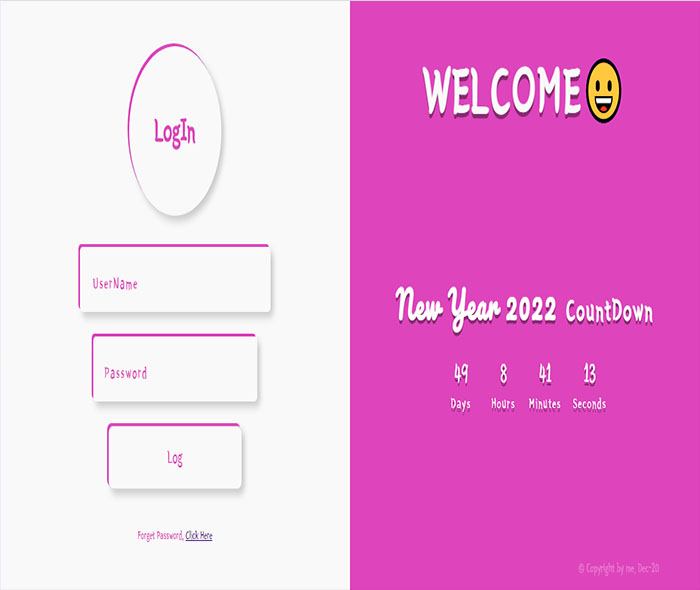 LogIn
UserName
Password
Log
Forget Password, Click Here
WELCOME
New Year 2022 CountDown
49 8 41 13
Days Hours Minutes Seconds
© Copyright by me, Dec-20